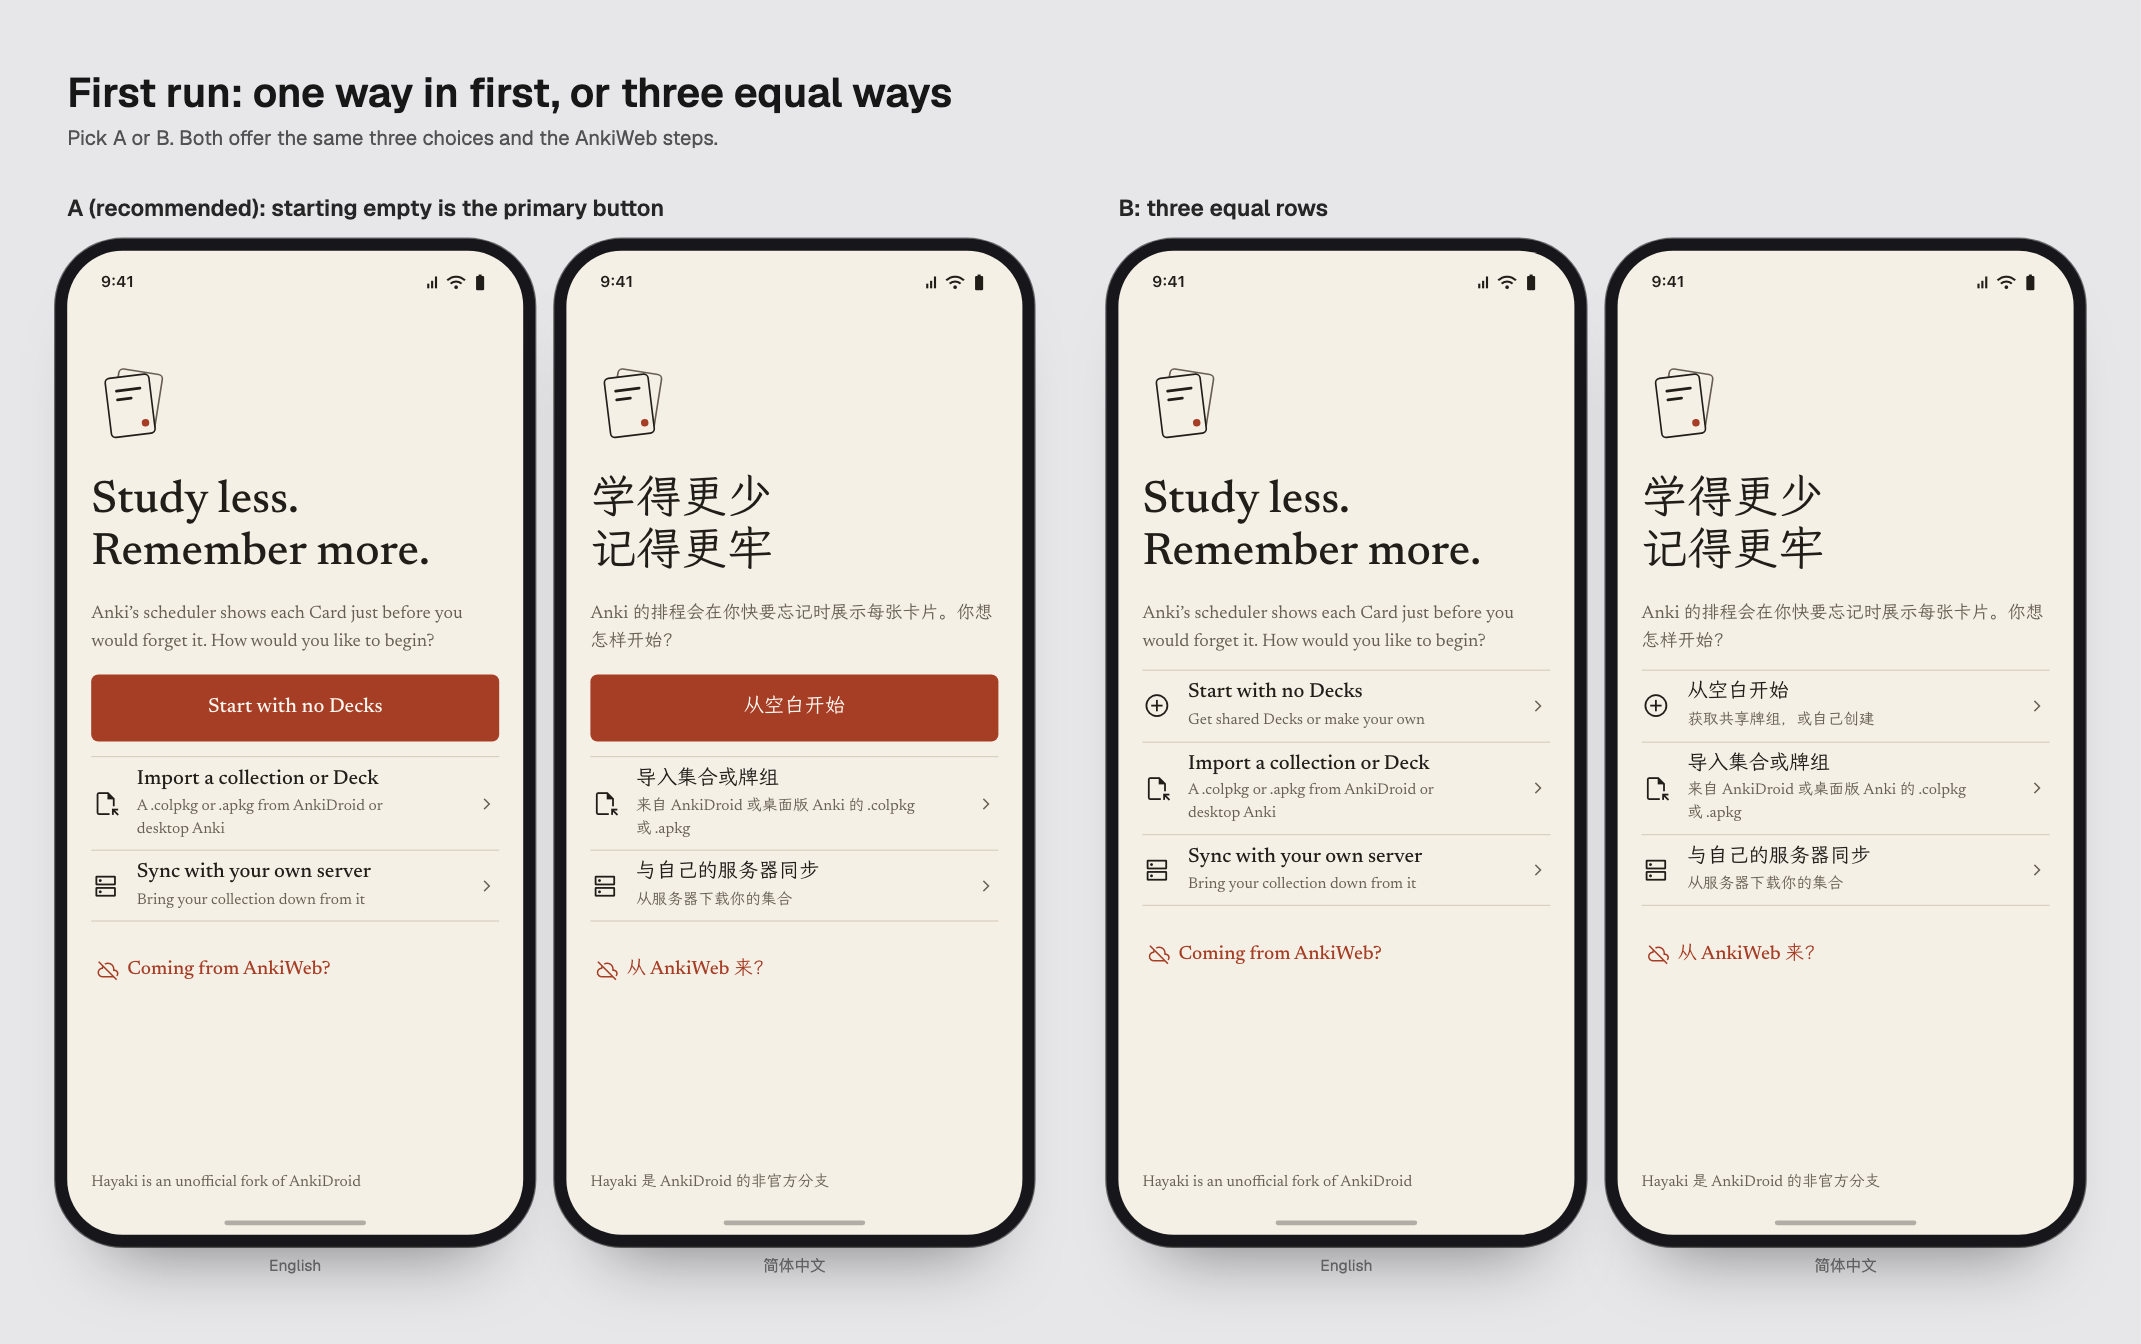 First run: one way in first, or three equal ways
Pick A or B. Both offer the same three choices and the AnkiWeb steps.
A (recommended): starting empty is the primary button
9:41
Study less.
Remember more.
Anki’s scheduler shows each Card just before you
would forget it. How would you like to begin?
Start with no Decks
Import a collection or Deck
A .colpkg or .apkg from AnkiDroid or
desktop Anki
Sync with your own server
Bring your collection down from it
Coming from AnkiWeb?
Hayaki is an unofficial fork of AnkiDroid
English
9:41
学得更少
记得更牢
Anki 的排程会在你快要忘记时展示每张卡片。你想
怎样开始？
从空白开始
导入集合或牌组
来自 AnkiDroid 或桌面版 Anki 的 .colpkg
或 .apkg
与自己的服务器同步
从服务器下载你的集合
从 AnkiWeb 来？
Hayaki 是 AnkiDroid 的非官方分支
简体中文
B: three equal rows
9:41
Study less.
Remember more.
Anki’s scheduler shows each Card just before you
would forget it. How would you like to begin?
Start with no Decks
Get shared Decks or make your own
Import a collection or Deck
A .colpkg or .apkg from AnkiDroid or
desktop Anki
Sync with your own server
Bring your collection down from it
Coming from AnkiWeb?
Hayaki is an unofficial fork of AnkiDroid
English
9:41
学得更少
记得更牢
Anki 的排程会在你快要忘记时展示每张卡片。你想
怎样开始？
从空白开始
获取共享牌组，或自己创建
导入集合或牌组
来自 AnkiDroid 或桌面版 Anki 的 .colpkg
或 .apkg
与自己的服务器同步
从服务器下载你的集合
从 AnkiWeb 来？
Hayaki 是 AnkiDroid 的非官方分支
简体中文